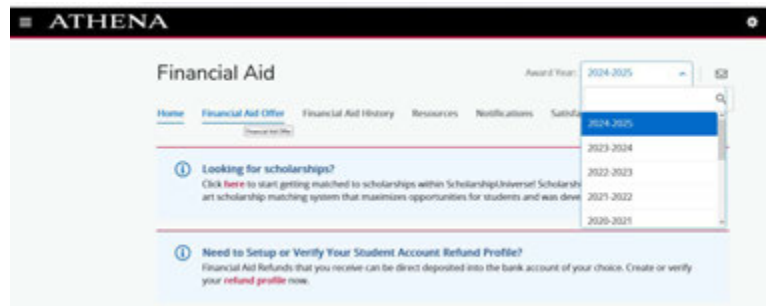 ATHENA
Financial Aid
Award Year: 2024-2025
Home Financial Aid Offer Financial Aid History Resources Notifications Satisfa
Financial Aid Offer
2024-2025
2023-2024
2022-2023
2021-2022
2020-2021
Looking for scholarships?
Click here to start getting matched to scholarships within ScholarshipUniverse! Scholarsh
art scholarship matching system that maximizes opportunities for students and was deve
Need to Setup or Verify Your Student Account Refund Profile?
Financial Aid Refunds that you receive can be direct deposited into the bank account of your choice. Create or verify
your refund profile now.